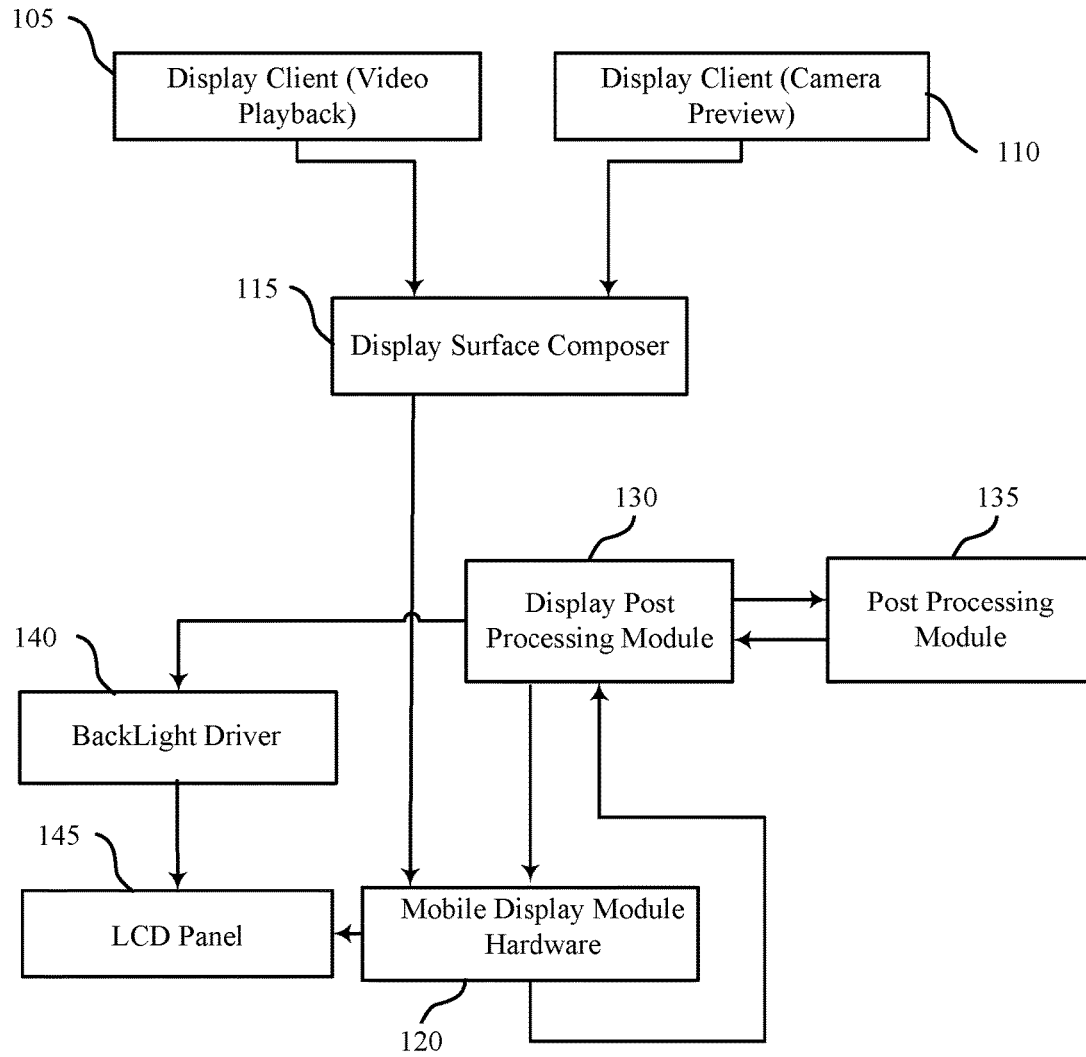 105
Display Client (Video
Playback)
Display Client (Camera
Preview)
110
115
Display Surface Composer
130
135
Display Post
Processing Module
Post Processing
Module
140
BackLight Driver
145
LCD Panel
Mobile Display Module
Hardware
120